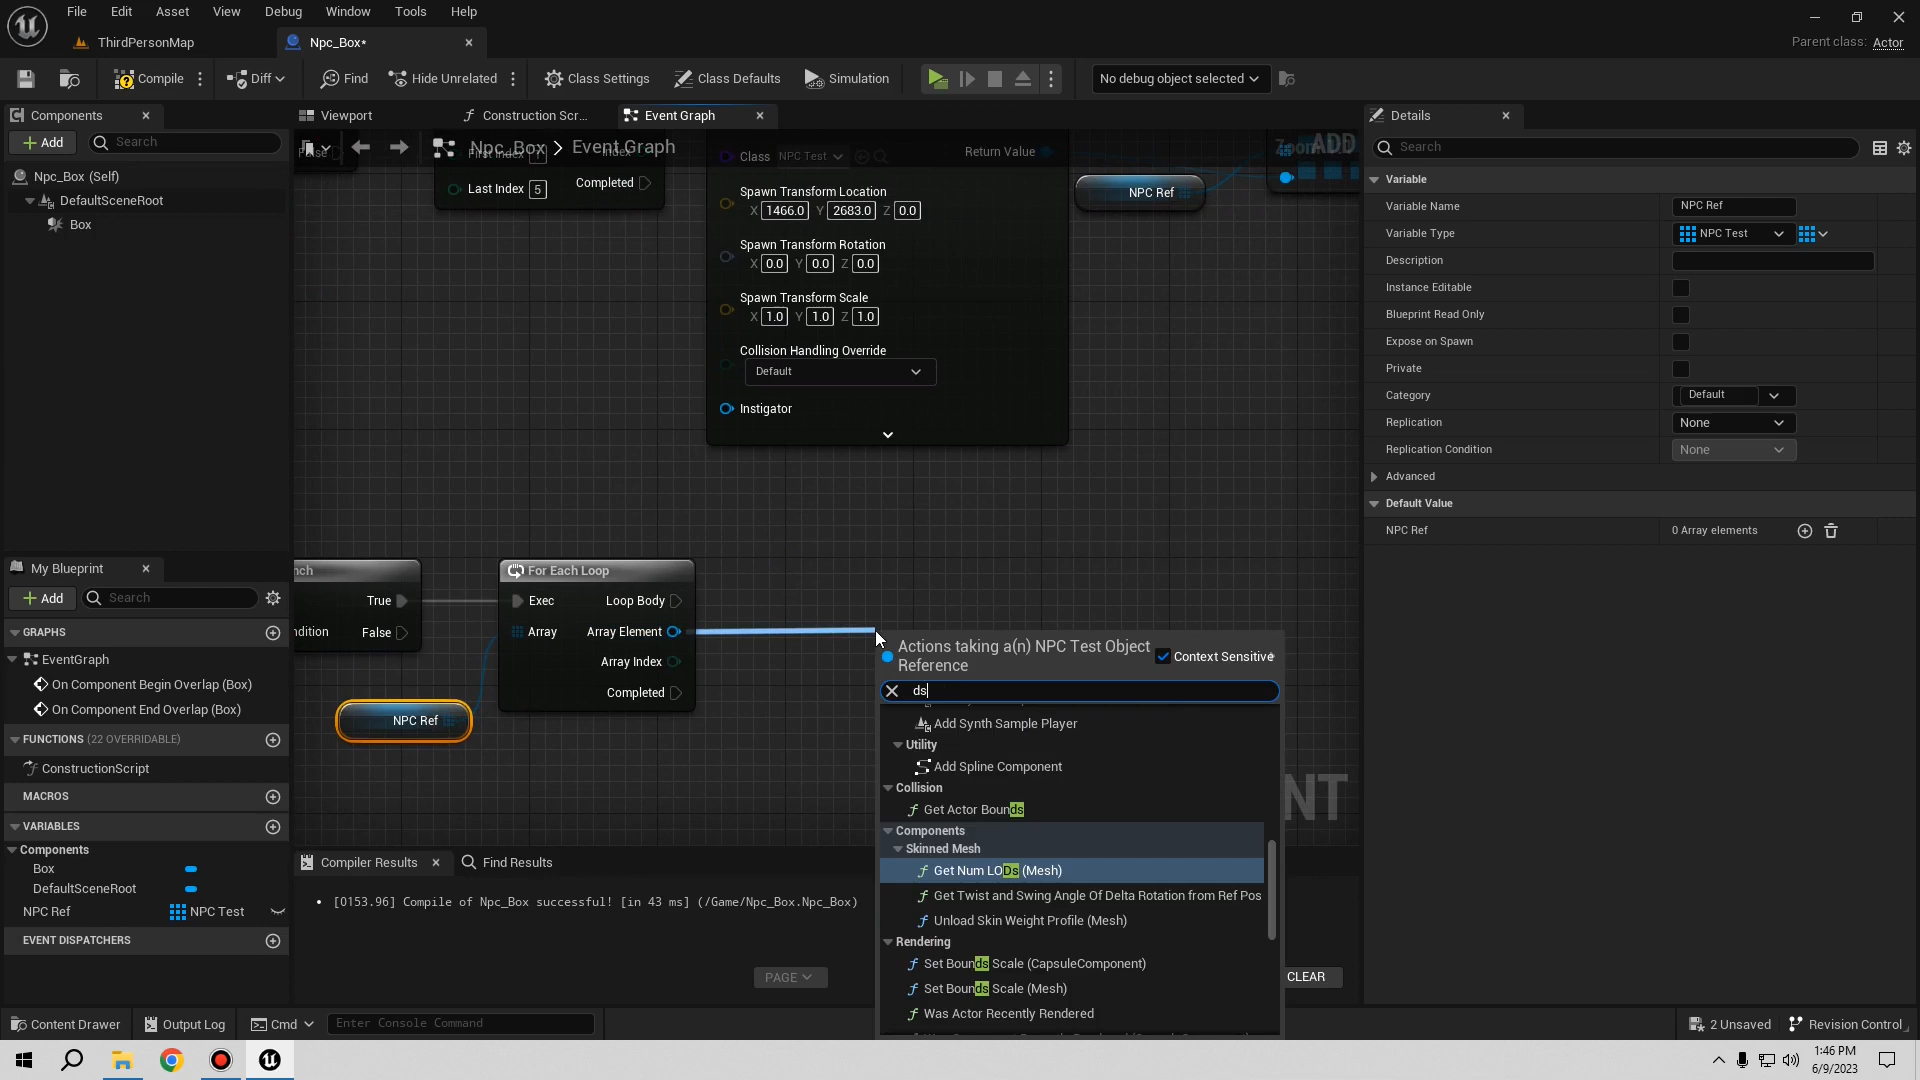 File Edit Asset View Debug Window Tools Help
ThirdPersonMap Npc_Box*
Parent class: Actor
Compile Diff Find Hide Unrelated Class Settings Class Defaults Simulation No debug object selected
Components
Viewport Construction Scr... Event Graph
Details
Add Search
Npc_Box > Event Graph
Search
Npc_Box (Self)
DefaultSceneRoot
Box
False
First Index 1 Index
Last Index 5 Completed
Class NPC Test Return Value
Spawn Transform Location
X 1466.0 Y 2683.0 Z 0.0
Spawn Transform Rotation
X 0.0 Y 0.0 Z 0.0
Spawn Transform Scale
X 1.0 Y 1.0 Z 1.0
Collision Handling Override
Default
Instigator
NPC Ref
ADD
Variable
Variable Name NPC Ref
Variable Type NPC Test
Description
Instance Editable
Blueprint Read Only
Expose on Spawn
Private
Category Default
Replication None
Replication Condition None
Advanced
Default Value
NPC Ref 0 Array elements
My Blueprint
Add Search
GRAPHS
EventGraph
On Component Begin Overlap (Box)
On Component End Overlap (Box)
FUNCTIONS (22 OVERRIDABLE)
ConstructionScript
MACROS
VARIABLES
Components
Box
DefaultSceneRoot
NPC Ref NPC Test
EVENT DISPATCHERS
nch
True
ndition False
For Each Loop
Exec Loop Body
Array Array Element
Array Index
Completed
NPC Ref
Actions taking a(n) NPC Test Object
Reference
Context Sensitive
ds
Add Synth Sample Player
Utility
Add Spline Component
Collision
Get Actor Bounds
Components
Skinned Mesh
Get Num LODs (Mesh)
Get Twist and Swing Angle Of Delta Rotation from Ref Pos
Unload Skin Weight Profile (Mesh)
Rendering
Set Bounds Scale (CapsuleComponent)
Set Bounds Scale (Mesh)
Was Actor Recently Rendered
NT
Compiler Results Find Results
[0153.96] Compile of Npc_Box successful! [in 43 ms] (/Game/Npc_Box.Npc_Box)
PAGE
CLEAR
Content Drawer Output Log Cmd Enter Console Command
2 Unsaved Revision Control
1:46 PM
6/9/2023